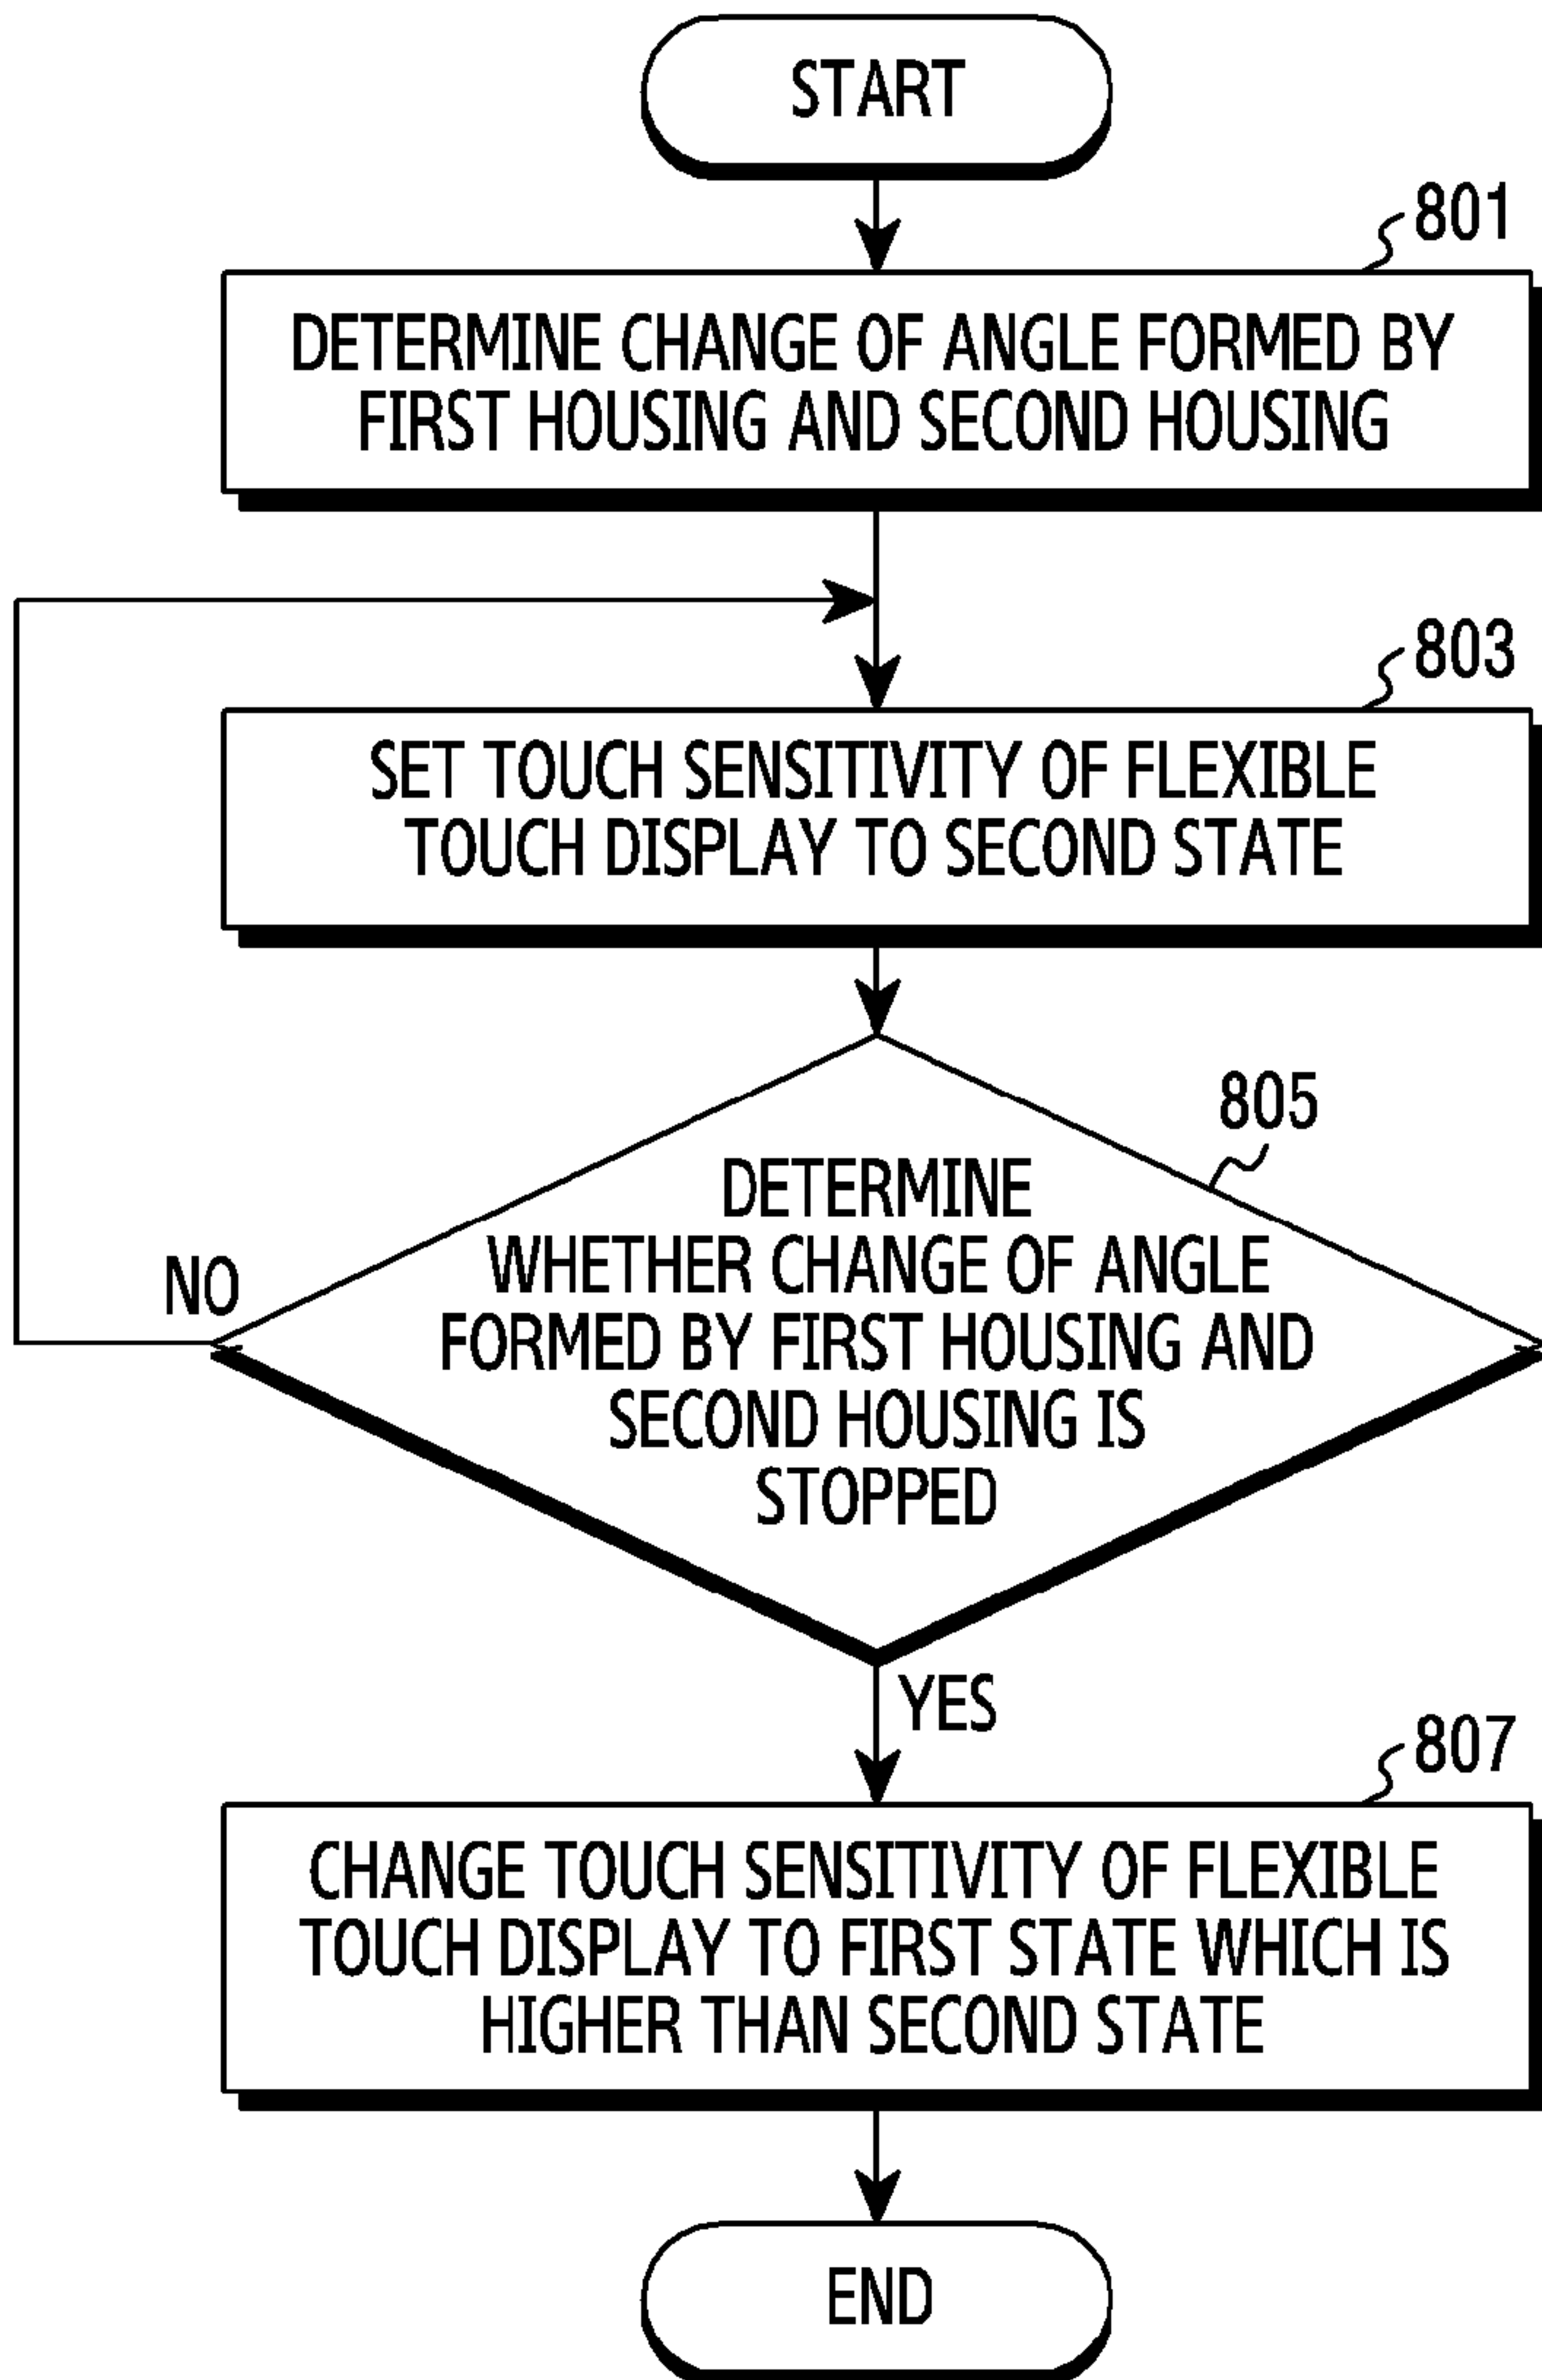 START
801
DETERMINE CHANGE OF ANGLE FORMED BY
FIRST HOUSING AND SECOND HOUSING
803
SET TOUCH SENSITIVITY OF FLEXIBLE
TOUCH DISPLAY TO SECOND STATE
805
DETERMINE
WHETHER CHANGE OF ANGLE
FORMED BY FIRST HOUSING AND
SECOND HOUSING IS
STOPPED
NO
YES
807
CHANGE TOUCH SENSITIVITY OF FLEXIBLE
TOUCH DISPLAY TO FIRST STATE WHICH IS
HIGHER THAN SECOND STATE
END